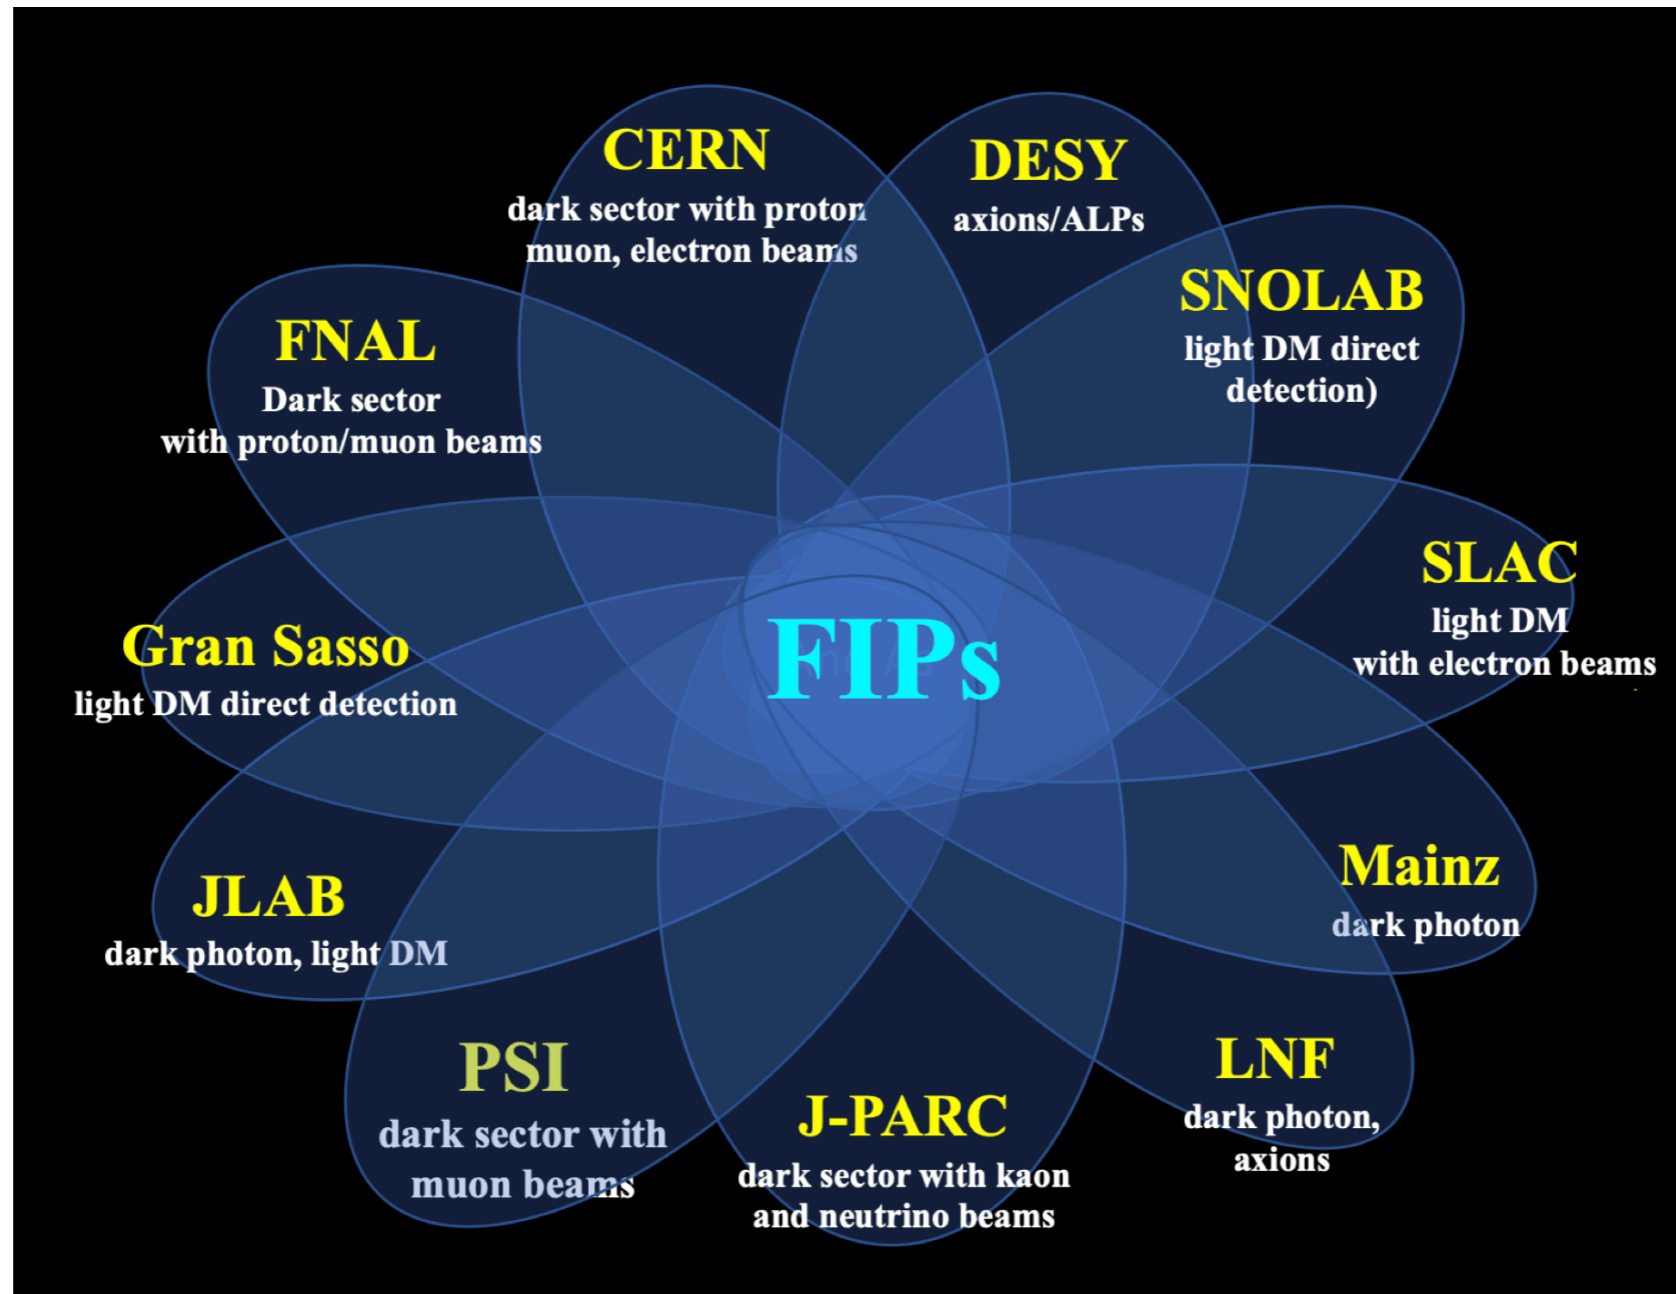 CERN
dark sector with proton
muon, electron beams
DESY
axions/ALPs
SNOLAB
light DM direct
detection)
FNAL
Dark sector
with proton/muon beams
SLAC
light DM
with electron beams
Gran Sasso
light DM direct detection
FIPs
Mainz
dark photon
JLAB
dark photon, light DM
LNF
dark photon,
axions
PSI
dark sector with
muon beams
J-PARC
dark sector with kaon
and neutrino beams